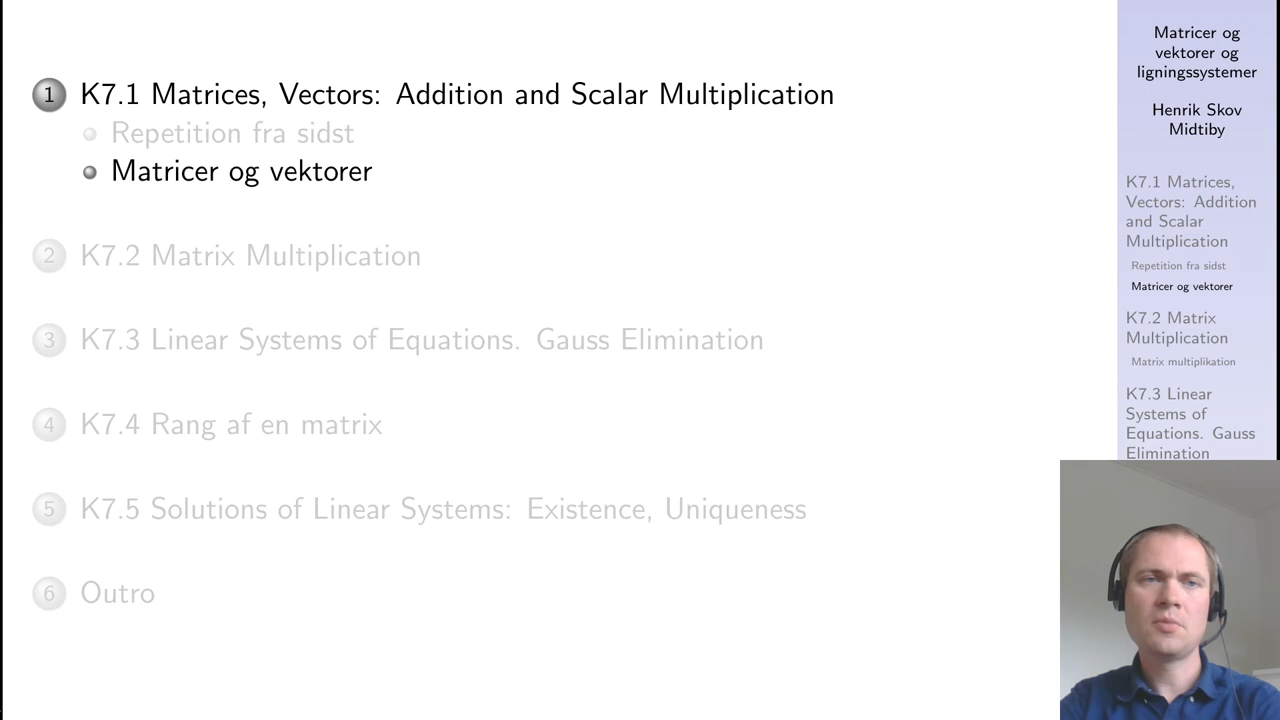 1 K7.1 Matrices, Vectors: Addition and Scalar Multiplication
Repetition fra sidst
Matricer og vektorer
2 K7.2 Matrix Multiplication
3 K7.3 Linear Systems of Equations. Gauss Elimination
4 K7.4 Rang af en matrix
5 K7.5 Solutions of Linear Systems: Existence, Uniqueness
6 Outro
Matricer og
vektorer og
ligningssystemer
Henrik Skov
Midtiby
K7.1 Matrices,
Vectors: Addition
and Scalar
Multiplication
Repetition fra sidst
Matricer og vektorer
K7.2 Matrix
Multiplication
Matrix multiplikation
K7.3 Linear
Systems of
Equations. Gauss
Elimination